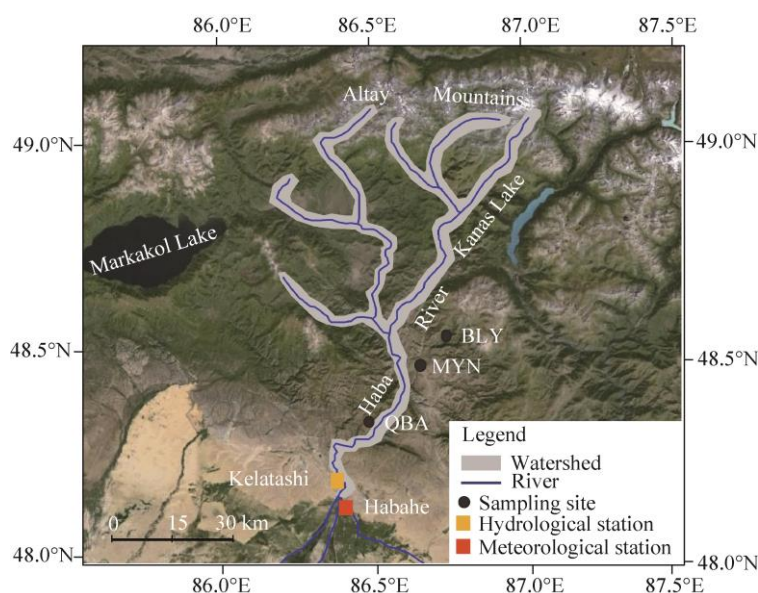 86.0°E 86.5°E 87.0°E 87.5°E
Altay Mountains
49.0°N 49.0°N
Kanas Lake
Markakol Lake
River
BLY
48.5°N 48.5°N
MYN
Haba
QBA
Legend
Watershed
River
Kelatashi
Sampling site
Habahe
Hydrological station
0 15 30 km
Meteorological station
48.0°N 48.0°N
86.0°E 86.5°E 87.0°E 87.5°E